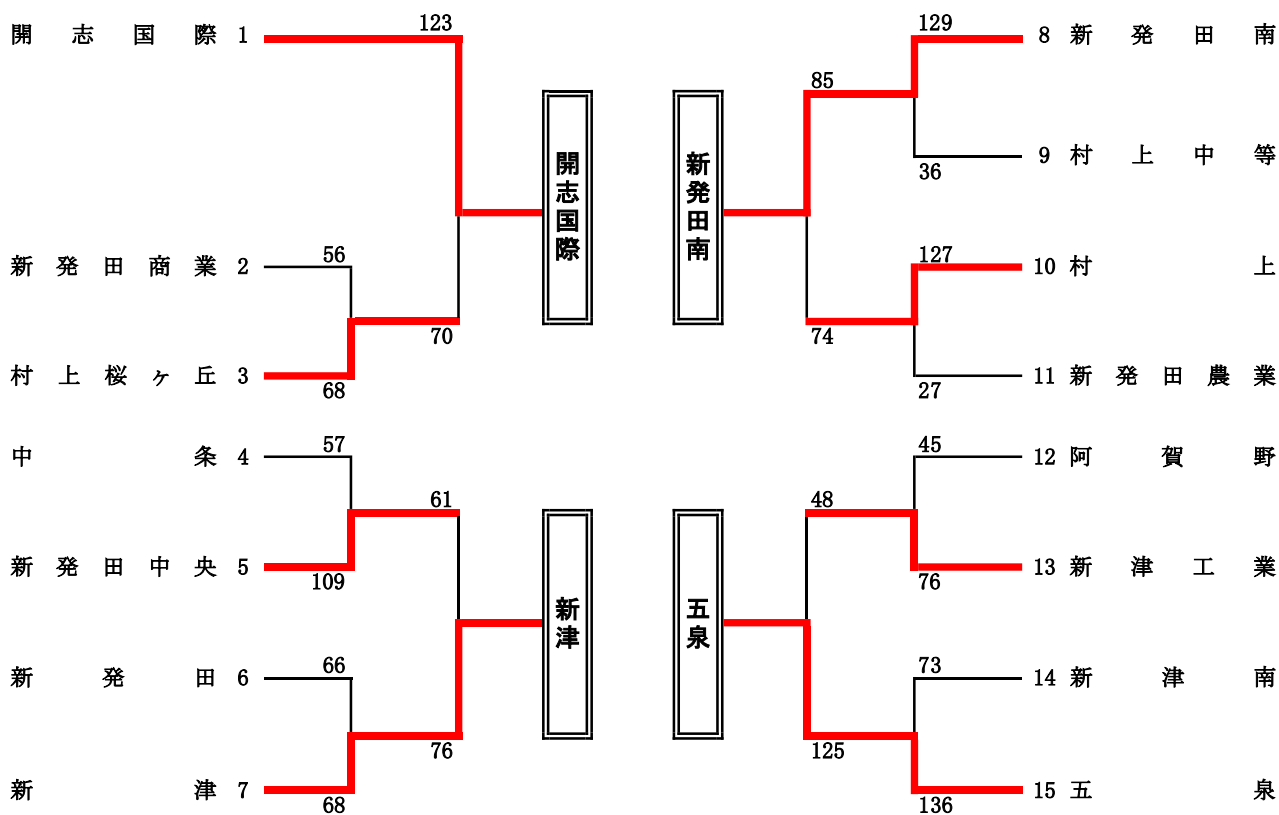 開志国際 1
123
新発田商業 2
56
70
村上桜ヶ丘 3
68
中条 4
57
61
新発田中央 5
109
新発田 6
66
76
新津 7
68
開志国際
新津
新発田南
五泉
129
8 新発田南
85
9 村上中等
36
127
10 村上
74
11 新発田農業
27
45
12 阿賀野
48
13 新津工業
76
73
14 新津南
125
15 五泉
136